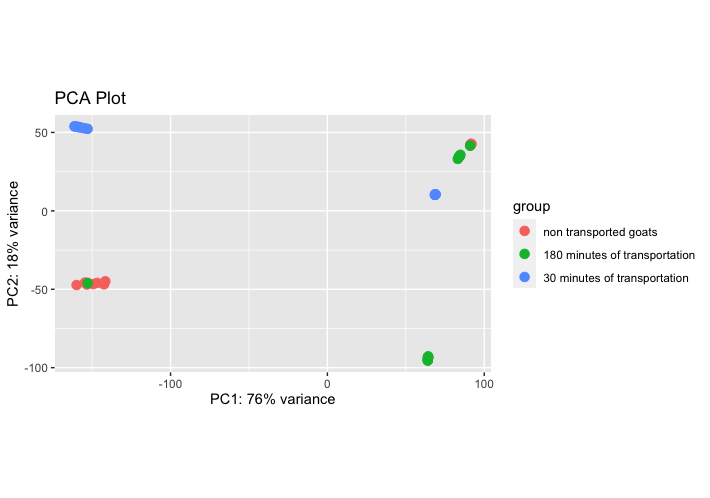 PCA Plot
50
0
-50
-100
PC2: 18% variance
-100
0
100
PC1: 76% variance
group
non transported goats
180 minutes of transportation
30 minutes of transportation